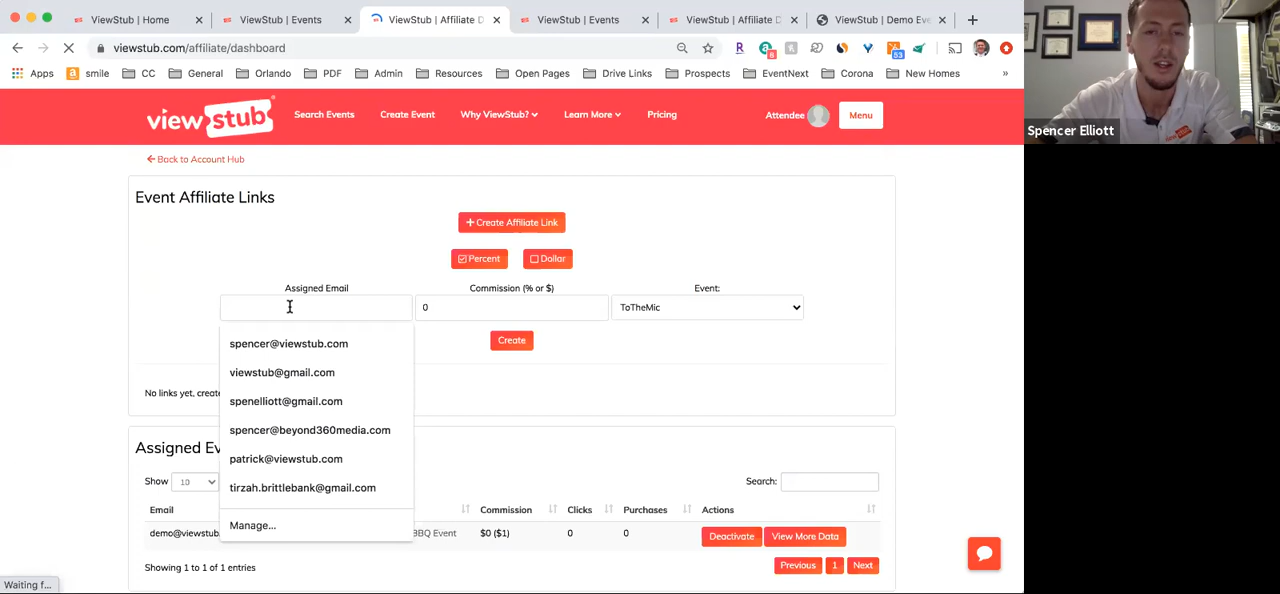 ViewStub | Home
ViewStub | Events
ViewStub | Affiliate D
ViewStub | Events
ViewStub | Affiliate D
ViewStub | Demo Eve
viewstub.com/affiliate/dashboard
6
53
Apps
smile
CC
General
Orlando
PDF
Admin
Resources
Open Pages
Drive Links
Prospects
EventNext
Corona
New Homes
»
view stub
Search Events
Create Event
Why ViewStub?
Learn More
Pricing
Attendee
Menu
Spencer Elliott
Back to Account Hub
Event Affiliate Links
+ Create Affiliate Link
Percent
Dollar
Assigned Email
Commission (% or $)
Event:
0
ToTheMic
Create
spencer@viewstub.com
viewstub@gmail.com
spenelliott@gmail.com
spencer@beyond360media.com
patrick@viewstub.com
tirzah.brittlebank@gmail.com
Manage...
No links yet, create
Assigned Ev
Show
10
Search:
Email
Commission
Clicks
Purchases
Actions
demo@viewstub.
BBQ Event
$0 ($1)
0
0
Deactivate
View More Data
Showing 1 to 1 of 1 entries
Previous
1
Next
Waiting f...